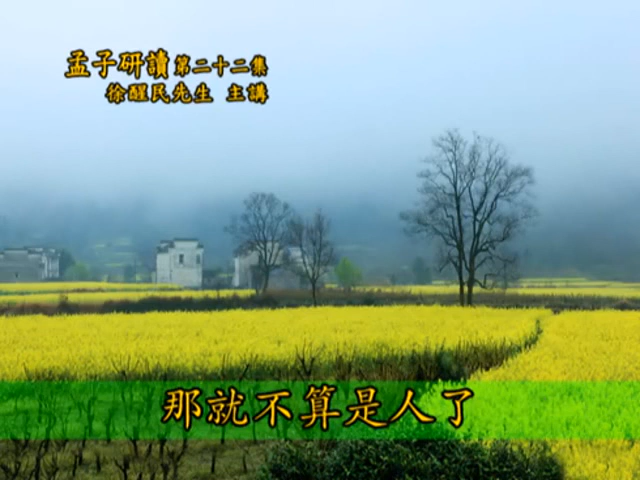 孟子研讀 第二十二集
徐醒民先生 主講
那就不算是人了